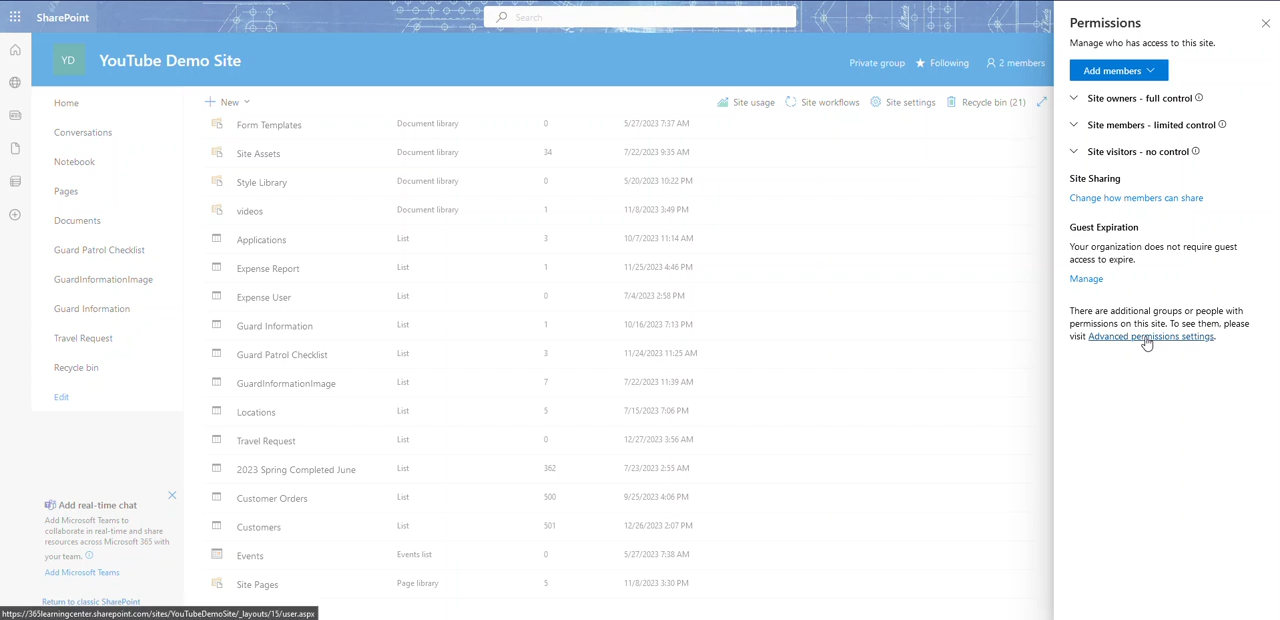 SharePoint
Search
YD
YouTube Demo Site
Private group
Following
2 members
Home
Conversations
Notebook
Pages
Documents
Guard Patrol Checklist
GuardInformationImage
Guard Information
Travel Request
Recycle bin
Edit
Add real-time chat
Add Microsoft Teams to
collaborate in real-time and share
resources across Microsoft 365 with
your team.
Add Microsoft Teams
Return to classic SharePoint
https://365learningcenter.sharepoint.com/sites/YouTubeDemoSite/_layouts/15/user.aspx
New
Site usage
Site workflows
Site settings
Recycle bin (21)
Form Templates Document library 0 5/27/2023 7:37 AM
Site Assets Document library 34 7/22/2023 9:35 AM
Style Library Document library 0 5/20/2023 10:22 PM
videos Document library 1 11/8/2023 3:49 PM
Applications List 3 10/7/2023 11:14 AM
Expense Report List 1 11/25/2023 4:46 PM
Expense User List 0 7/4/2023 2:58 PM
Guard Information List 1 10/16/2023 7:13 PM
Guard Patrol Checklist List 3 11/24/2023 11:25 AM
GuardInformationImage List 7 7/22/2023 11:39 AM
Locations List 5 7/15/2023 7:06 PM
Travel Request List 0 12/27/2023 3:56 AM
2023 Spring Completed June List 362 7/23/2023 2:55 AM
Customer Orders List 500 9/25/2023 4:06 PM
Customers List 501 12/26/2023 2:07 PM
Events Events list 0 5/27/2023 7:38 AM
Site Pages Page library 5 11/8/2023 3:30 PM
Permissions
Manage who has access to this site.
Add members
Site owners - full control
Site members - limited control
Site visitors - no control
Site Sharing
Change how members can share
Guest Expiration
Your organization does not require guest
access to expire.
Manage
There are additional groups or people with
permissions on this site. To see them, please
visit Advanced permissions settings.